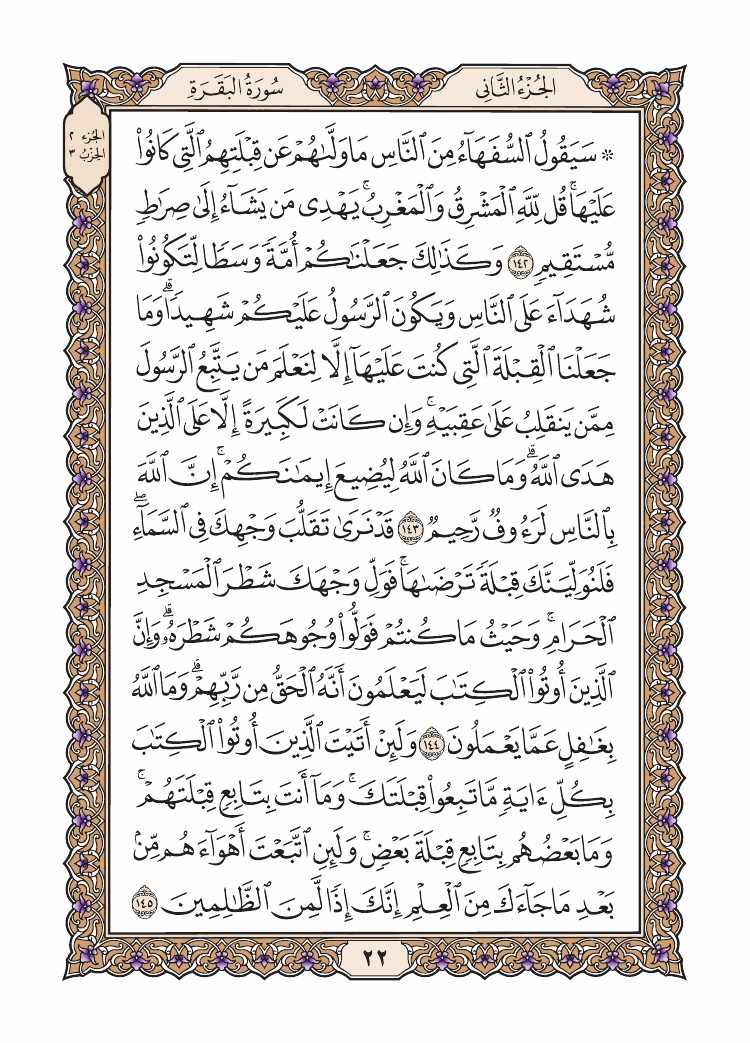 الجُزْءُ الثَّانِي
سُورَةُ البَقَرَةِ
الجُزْء ٢
الحِزْبُ ٣
۞ سَيَقُولُ ٱلسُّفَهَآءُ مِنَ ٱلنَّاسِ مَا وَلَّىٰهُمْ عَن قِبْلَتِهِمُ ٱلَّتِى كَانُوا۟
عَلَيْهَا ۚ قُل لِّلَّهِ ٱلْمَشْرِقُ وَٱلْمَغْرِبُ ۚ يَهْدِى مَن يَشَآءُ إِلَىٰ صِرَٰطٍ
مُّسْتَقِيمٍ ١٤٢ وَكَذَٰلِكَ جَعَلْنَٰكُمْ أُمَّةً وَسَطًا لِّتَكُونُوا۟
شُهَدَآءَ عَلَى ٱلنَّاسِ وَيَكُونَ ٱلرَّسُولُ عَلَيْكُمْ شَهِيدًا ۗ وَمَا
جَعَلْنَا ٱلْقِبْلَةَ ٱلَّتِى كُنتَ عَلَيْهَآ إِلَّا لِنَعْلَمَ مَن يَتَّبِعُ ٱلرَّسُولَ
مِمَّن يَنقَلِبُ عَلَىٰ عَقِبَيْهِ ۚ وَإِن كَانَتْ لَكَبِيرَةً إِلَّا عَلَى ٱلَّذِينَ
هَدَى ٱللَّهُ ۗ وَمَا كَانَ ٱللَّهُ لِيُضِيعَ إِيمَٰنَكُمْ ۚ إِنَّ ٱللَّهَ
بِٱلنَّاسِ لَرَءُوفٌ رَّحِيمٌ ١٤٣ قَدْ نَرَىٰ تَقَلُّبَ وَجْهِكَ فِى ٱلسَّمَآءِ ۖ
فَلَنُوَلِّيَنَّكَ قِبْلَةً تَرْضَىٰهَا ۚ فَوَلِّ وَجْهَكَ شَطْرَ ٱلْمَسْجِدِ
ٱلْحَرَامِ ۚ وَحَيْثُ مَا كُنتُمْ فَوَلُّوا۟ وُجُوهَكُمْ شَطْرَهُۥ ۗ وَإِنَّ
ٱلَّذِينَ أُوتُوا۟ ٱلْكِتَٰبَ لَيَعْلَمُونَ أَنَّهُ ٱلْحَقُّ مِن رَّبِّهِمْ ۗ وَمَا ٱللَّهُ
بِغَٰفِلٍ عَمَّا يَعْمَلُونَ ١٤٤ وَلَئِنْ أَتَيْتَ ٱلَّذِينَ أُوتُوا۟ ٱلْكِتَٰبَ
بِكُلِّ ءَايَةٍ مَّا تَبِعُوا۟ قِبْلَتَكَ ۚ وَمَآ أَنتَ بِتَابِعٍ قِبْلَتَهُمْ ۚ
وَمَا بَعْضُهُم بِتَابِعٍ قِبْلَةَ بَعْضٍ ۚ وَلَئِنِ ٱتَّبَعْتَ أَهْوَآءَهُم مِّنۢ
بَعْدِ مَا جَآءَكَ مِنَ ٱلْعِلْمِ إِنَّكَ إِذًا لَّمِنَ ٱلظَّٰلِمِينَ ١٤٥
٢٢